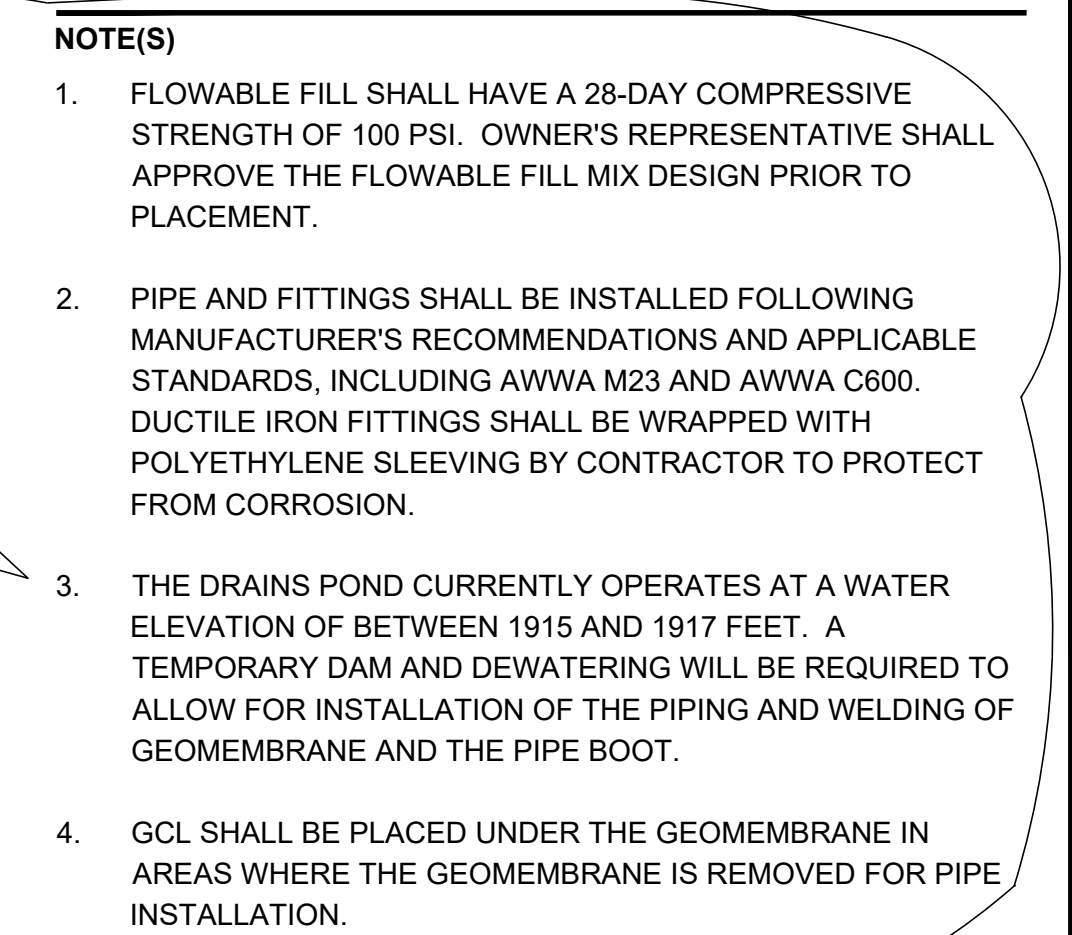 NOTE(S)
1. FLOWABLE FILL SHALL HAVE A 28-DAY COMPRESSIVE
STRENGTH OF 100 PSI. OWNER'S REPRESENTATIVE SHALL
APPROVE THE FLOWABLE FILL MIX DESIGN PRIOR TO
PLACEMENT.
2. PIPE AND FITTINGS SHALL BE INSTALLED FOLLOWING
MANUFACTURER'S RECOMMENDATIONS AND APPLICABLE
STANDARDS, INCLUDING AWWA M23 AND AWWA C600.
DUCTILE IRON FITTINGS SHALL BE WRAPPED WITH
POLYETHYLENE SLEEVING BY CONTRACTOR TO PROTECT
FROM CORROSION.
3. THE DRAINS POND CURRENTLY OPERATES AT A WATER
ELEVATION OF BETWEEN 1915 AND 1917 FEET. A
TEMPORARY DAM AND DEWATERING WILL BE REQUIRED TO
ALLOW FOR INSTALLATION OF THE PIPING AND WELDING OF
GEOMEMBRANE AND THE PIPE BOOT.
4. GCL SHALL BE PLACED UNDER THE GEOMEMBRANE IN
AREAS WHERE THE GEOMEMBRANE IS REMOVED FOR PIPE
INSTALLATION.